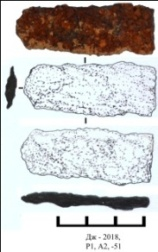 Дж - 2018,
Р1, А2, -51